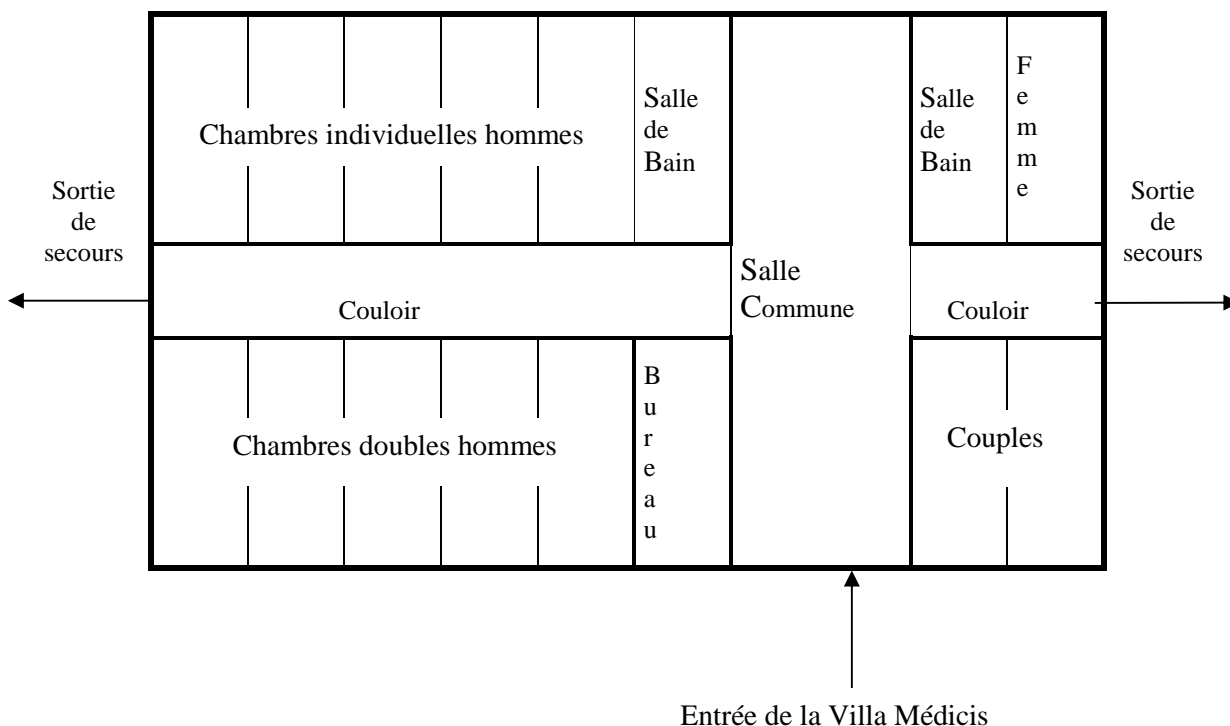 Chambres individuelles hommes
Salle
de
Bain
Salle
de
Bain
F
e
m
m
e
Sortie
de
secours
Sortie
de
secours
Couloir
Salle
Commune
Couloir
Chambres doubles hommes
B
u
r
e
a
u
Couples
Entrée de la Villa Médicis